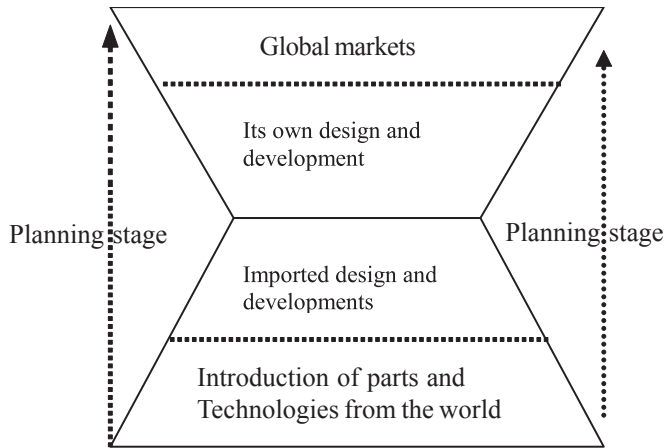 Global markets
Its own design and
development
Planning stage
Planning stage
Imported design and
developments
Introduction of parts and
Technologies from the world